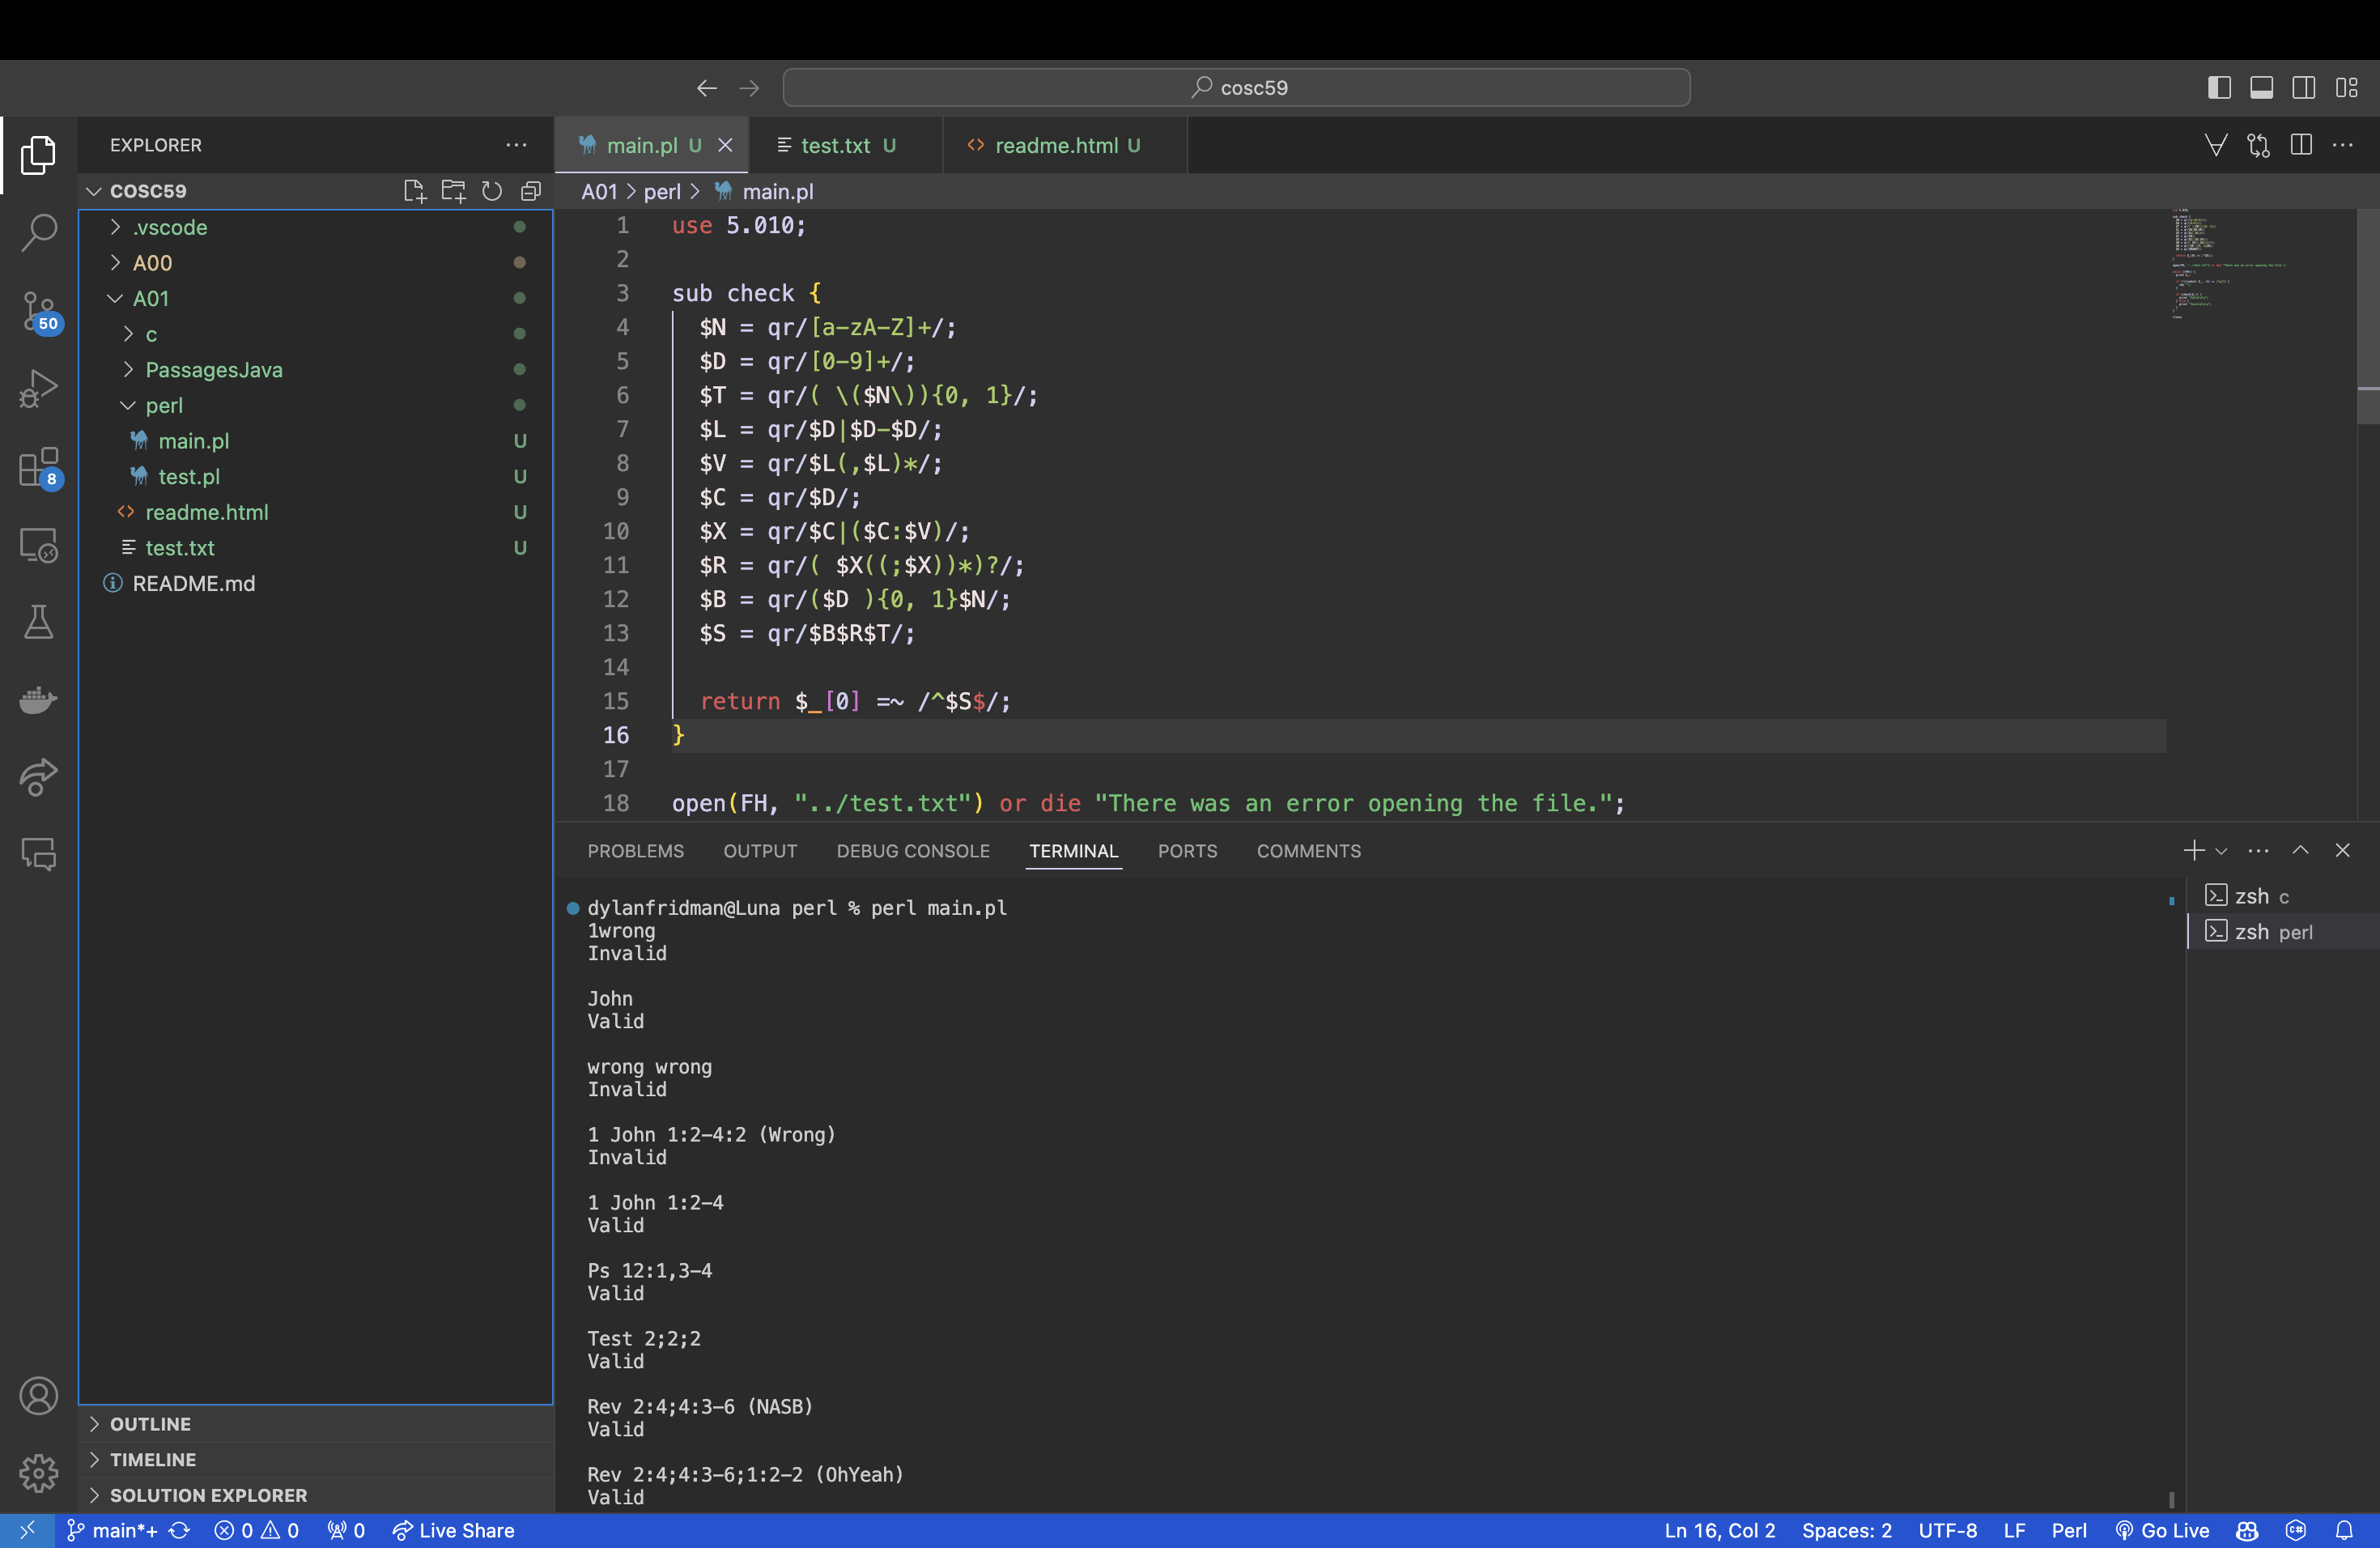 cosc59
EXPLORER
main.pl U
test.txt U
readme.html U
COSC59
A01 > perl > main.pl
.vscode
A00
A01
c
PassagesJava
perl
main.pl U
test.pl U
readme.html U
test.txt U
README.md
50
8
1 use 5.010;
2
3 sub check {
4 $N = qr/[a-zA-Z]+/;
5 $D = qr/[0-9]+/;
6 $T = qr/( \($N\)){0, 1}/;
7 $L = qr/$D|$D-$D/;
8 $V = qr/$L(,$L)*/;
9 $C = qr/$D/;
10 $X = qr/$C|($C:$V)/;
11 $R = qr/( $X((;$X))*)?/;
12 $B = qr/($D ){0, 1}$N/;
13 $S = qr/$B$R$T/;
14
15 return $_[0] =~ /^$S$/;
16 }
17
18 open(FH, "../test.txt") or die "There was an error opening the file.";
PROBLEMS OUTPUT DEBUG CONSOLE TERMINAL PORTS COMMENTS
dylanfridman@Luna perl % perl main.pl
1wrong
Invalid
John
Valid
wrong wrong
Invalid
1 John 1:2-4:2 (Wrong)
Invalid
1 John 1:2-4
Valid
Ps 12:1,3-4
Valid
Test 2;2;2
Valid
Rev 2:4;4:3-6 (NASB)
Valid
Rev 2:4;4:3-6;1:2-2 (OhYeah)
Valid
zsh c
zsh perl
OUTLINE
TIMELINE
SOLUTION EXPLORER
main*+ 0 0 0 Live Share Ln 16, Col 2 Spaces: 2 UTF-8 LF Perl Go Live